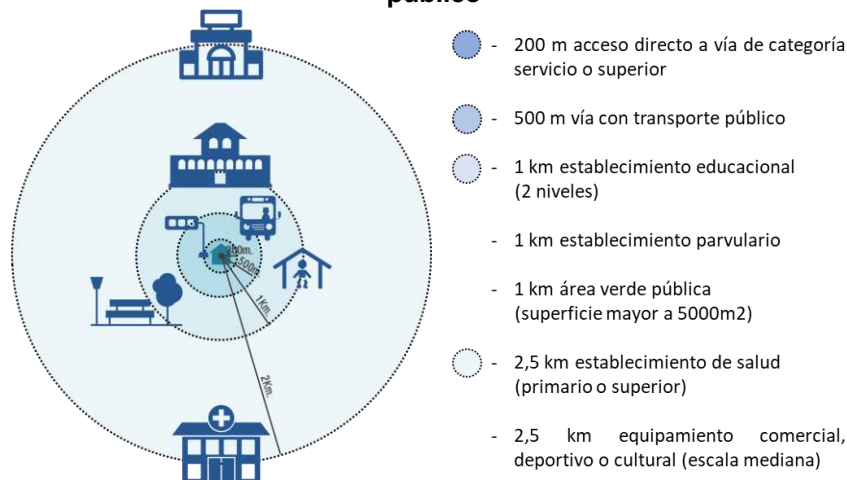 público
200m.
500m
1Km.
2Km.
- 200 m acceso directo a vía de categoría
servicio o superior
- 500 m vía con transporte público
- 1 km establecimiento educacional
(2 niveles)
- 1 km establecimiento parvulario
- 1 km área verde pública
(superficie mayor a 5000m2)
- 2,5 km establecimiento de salud
(primario o superior)
- 2,5 km equipamiento comercial,
deportivo o cultural (escala mediana)